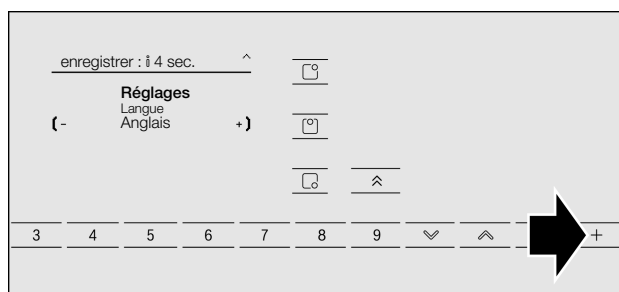 enregistrer : i 4 sec.
Réglages
Langue
- Anglais +
3 4 5 6 7 8 9 +